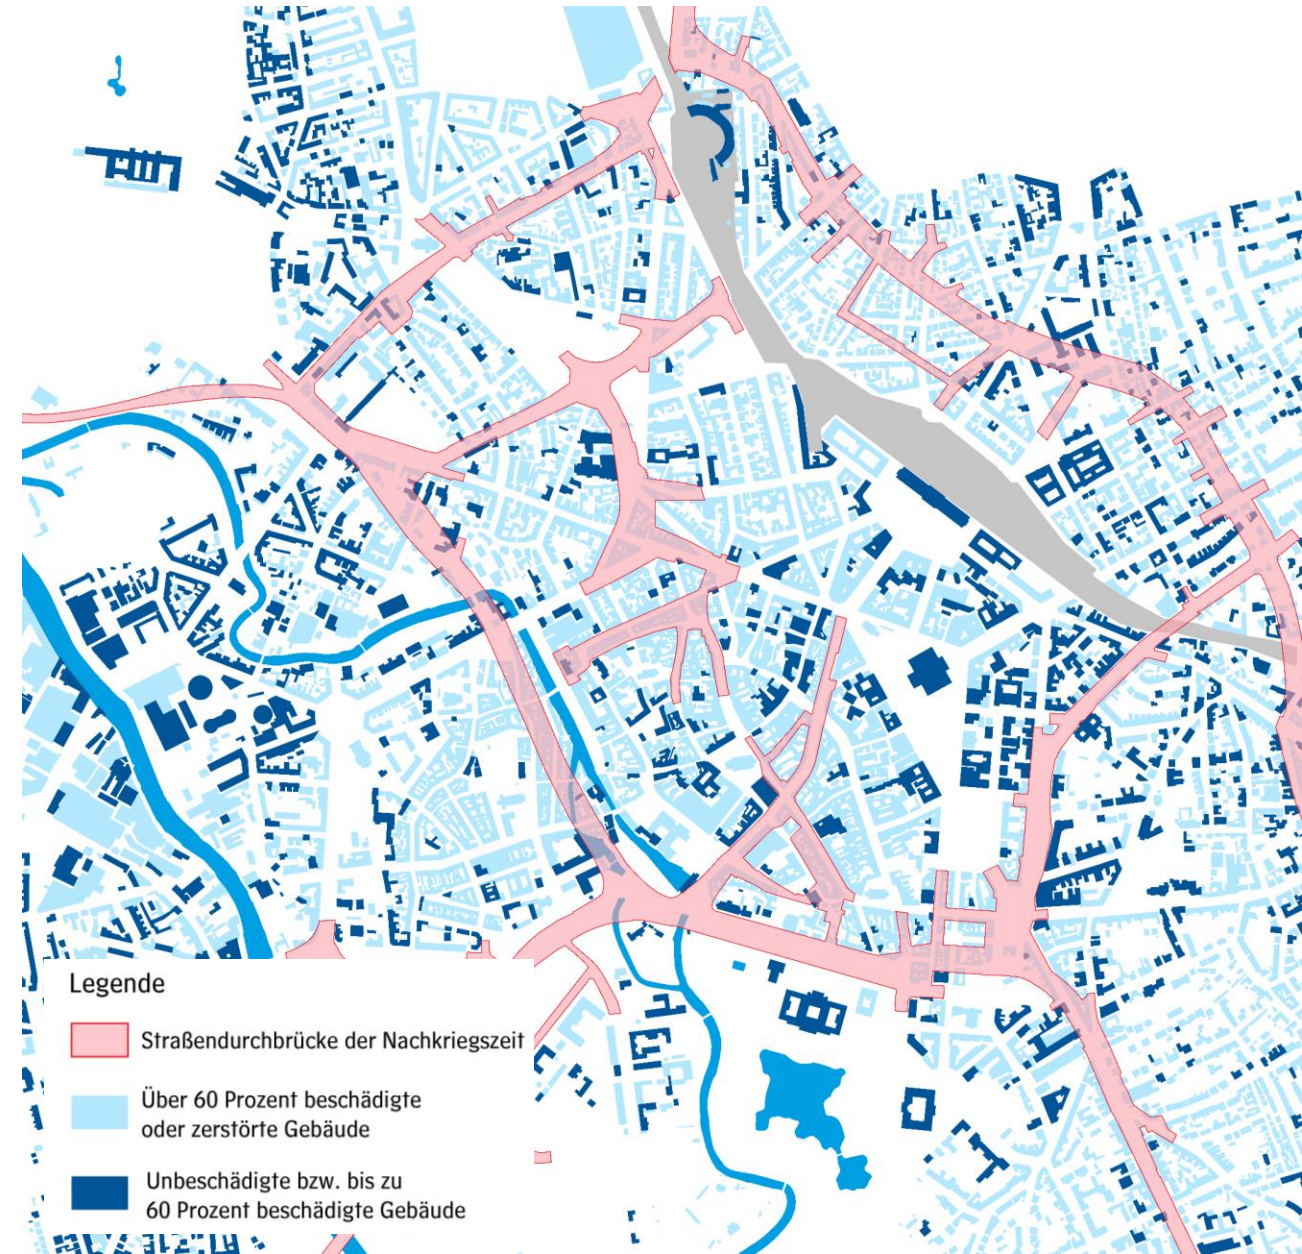 Legende
Straßendurchbrücke der Nachkriegszeit
Über 60 Prozent beschädigte
oder zerstörte Gebäude
Unbeschädigte bzw. bis zu
60 Prozent beschädigte Gebäude